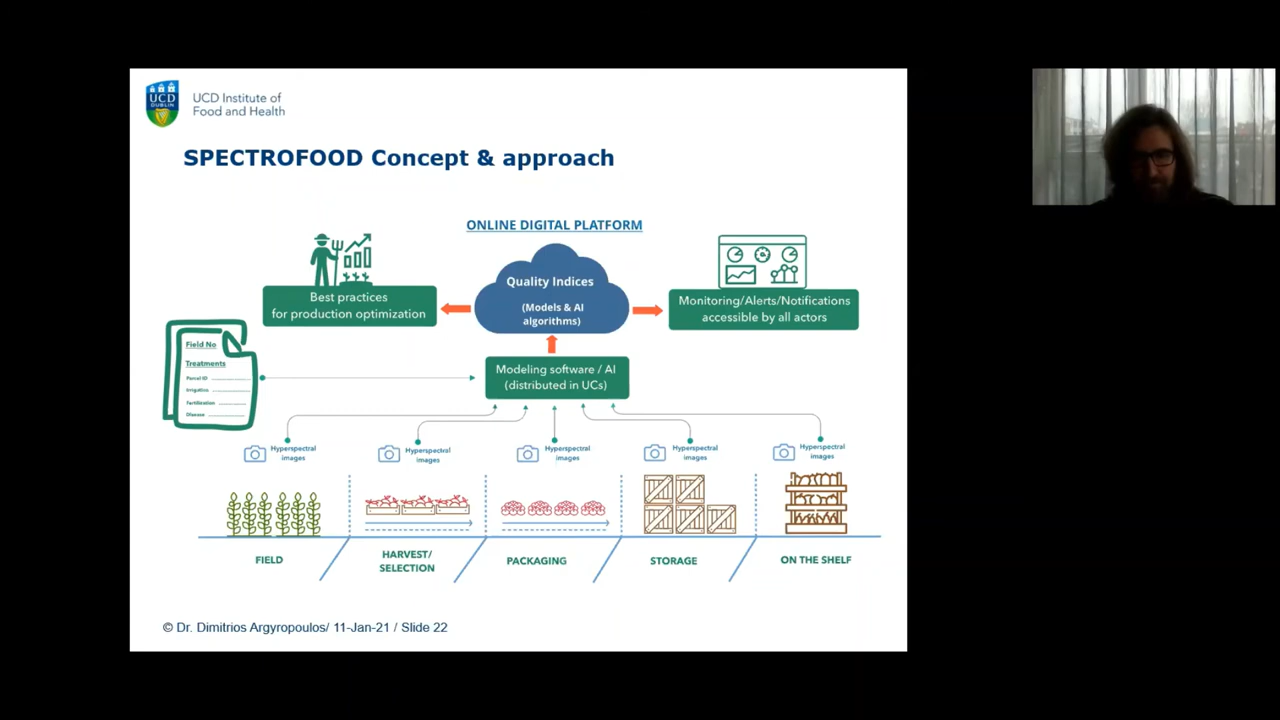 UCD
DUBLIN
UCD Institute of
Food and Health
SPECTROFOOD Concept & approach
ONLINE DIGITAL PLATFORM
Quality Indices
(Models & AI
algorithms)
Best practices
for production optimization
Monitoring/Alerts/Notifications
accessible by all actors
Field No
Treatments
Parcel ID
Irrigation
Fertilization
Disease
Modeling software / AI
(distributed in UCs)
Hyperspectral
images
Hyperspectral
images
Hyperspectral
images
Hyperspectral
images
Hyperspectral
images
FIELD
HARVEST/
SELECTION
PACKAGING
STORAGE
ON THE SHELF
© Dr. Dimitrios Argyropoulos/ 11-Jan-21 / Slide 22